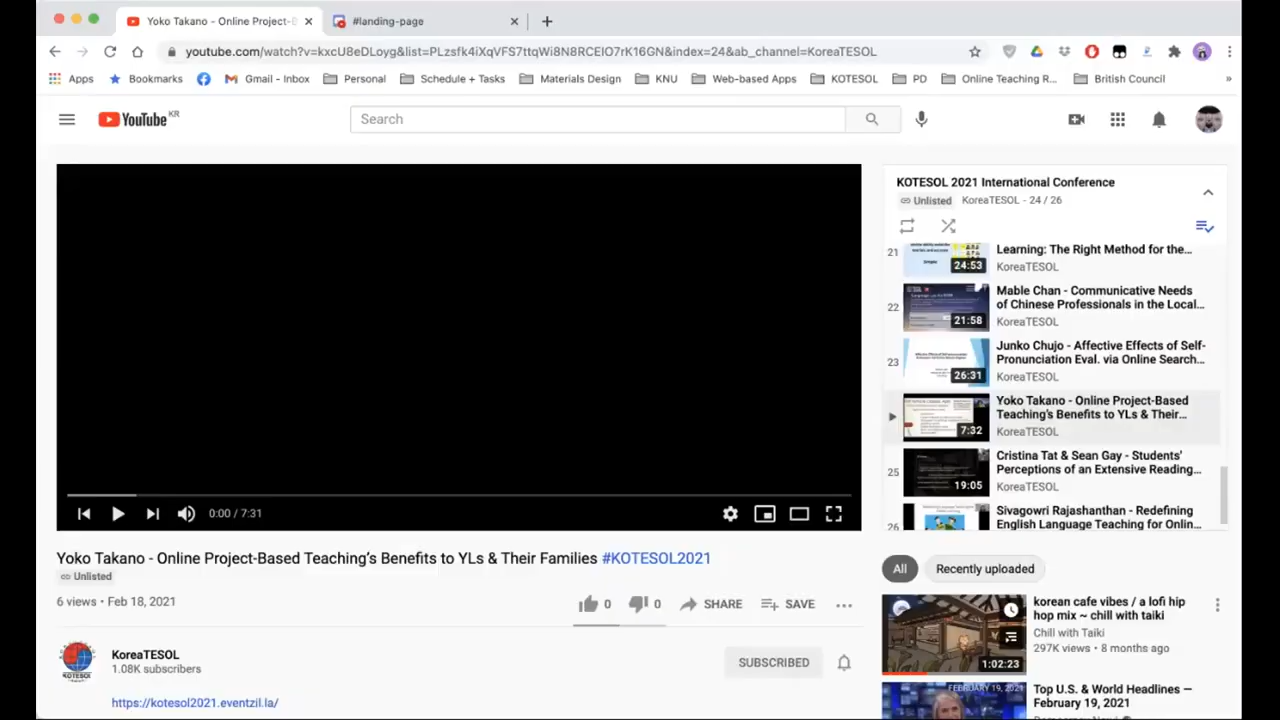 Yoko Takano - Online Project-B
#landing-page
youtube.com/watch?v=kxcU8eDLoyg&list=PLzsfk4iXqVFS7ttqWi8N8RCEIO7rK16GN&index=24&ab_channel=KoreaTESOL
Apps
Bookmarks
Gmail - Inbox
Personal
Schedule + Tasks
Materials Design
KNU
Web-based Apps
KOTESOL
PD
Online Teaching R...
British Council
»
YouTube KR
Search
0:00 / 7:31
Yoko Takano - Online Project-Based Teaching's Benefits to YLs & Their Families #KOTESOL2021
Unlisted
6 views • Feb 18, 2021
0
0
SHARE
SAVE
KOTESOL
KoreaTESOL
1.08K subscribers
SUBSCRIBED
https://kotesol2021.eventzil.la/
KOTESOL 2021 International Conference
Unlisted
KoreaTESOL - 24 / 26
21
24:53
Learning: The Right Method for the...
KoreaTESOL
22
21:58
Mable Chan - Communicative Needs
of Chinese Professionals in the Local...
KoreaTESOL
23
26:31
Junko Chujo - Affective Effects of Self-
Pronunciation Eval. via Online Search...
KoreaTESOL
7:32
Yoko Takano - Online Project-Based
Teaching's Benefits to YLs & Their...
KoreaTESOL
25
19:05
Cristina Tat & Sean Gay - Students'
Perceptions of an Extensive Reading...
KoreaTESOL
26
Sivagowri Rajashanthan - Redefining
English Language Teaching for Onlin...
All
Recently uploaded
1:02:23
korean cafe vibes / a lofi hip
hop mix ~ chill with taiki
Chill with Taiki
297K views • 8 months ago
FEBRUARY 19, 2021
Top U.S. & World Headlines —
February 19, 2021